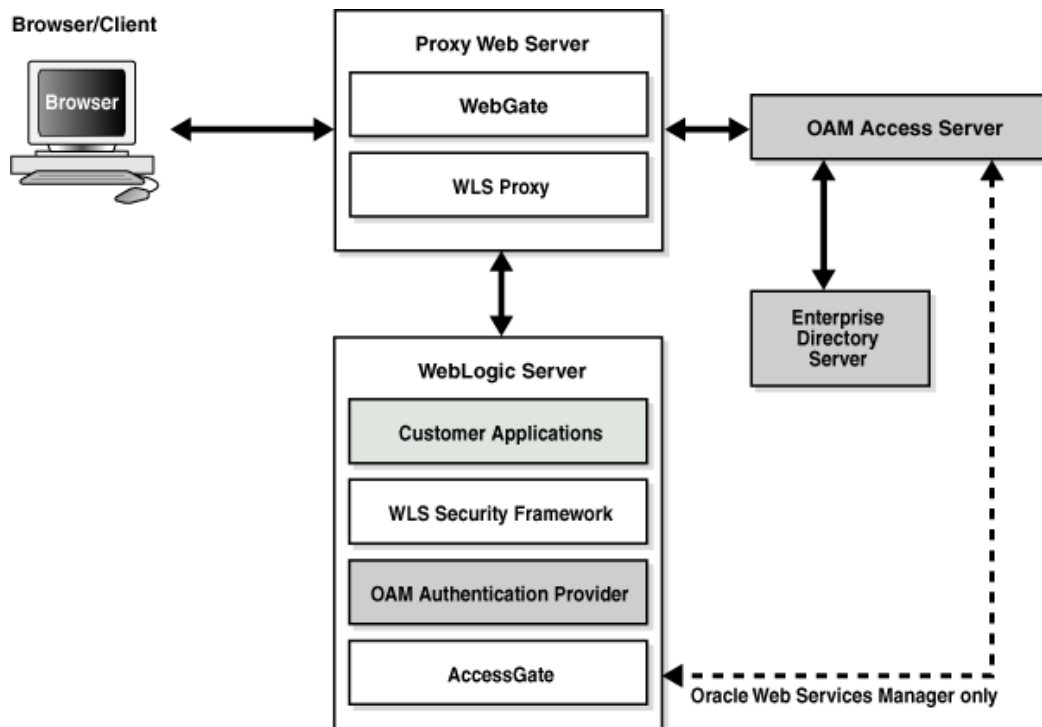 Browser/Client
Browser
Proxy Web Server
WebGate
WLS Proxy
OAM Access Server
Enterprise
Directory
Server
WebLogic Server
Customer Applications
WLS Security Framework
OAM Authentication Provider
AccessGate
Oracle Web Services Manager only